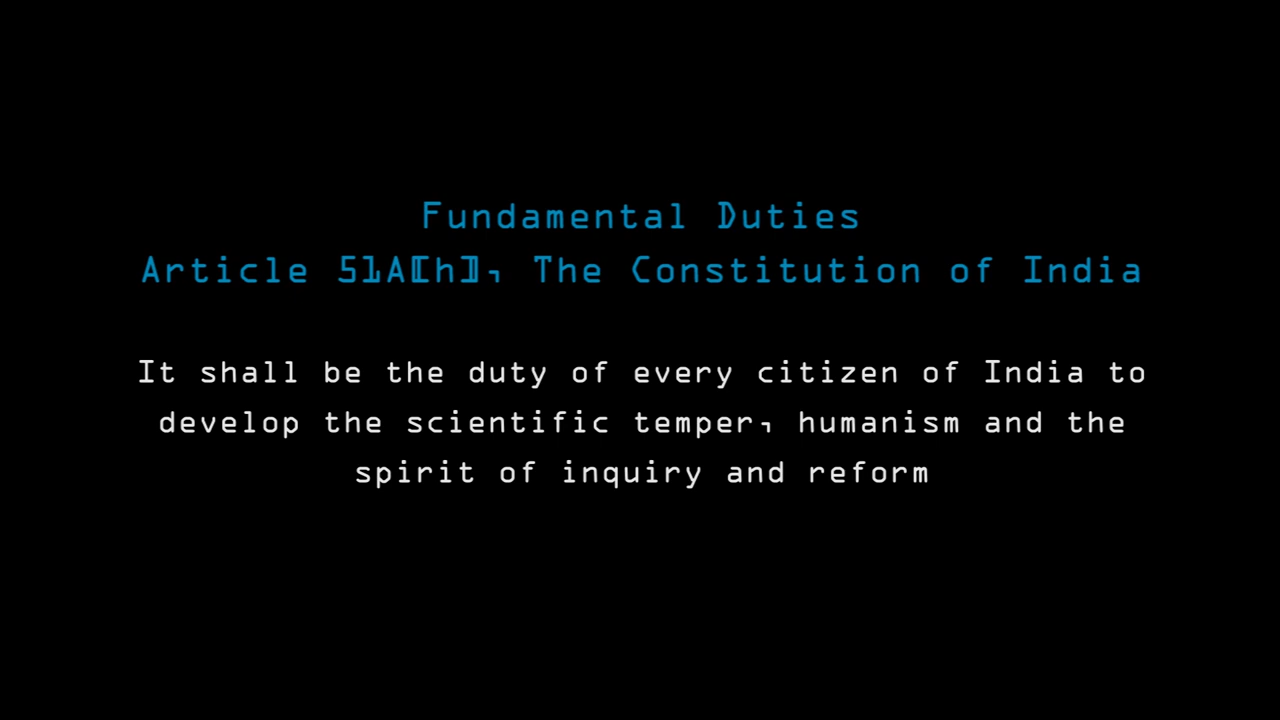 Fundamental Duties
Article 51A[h], The Constitution of India
It shall be the duty of every citizen of India to
develop the scientific temper, humanism and the
spirit of inquiry and reform